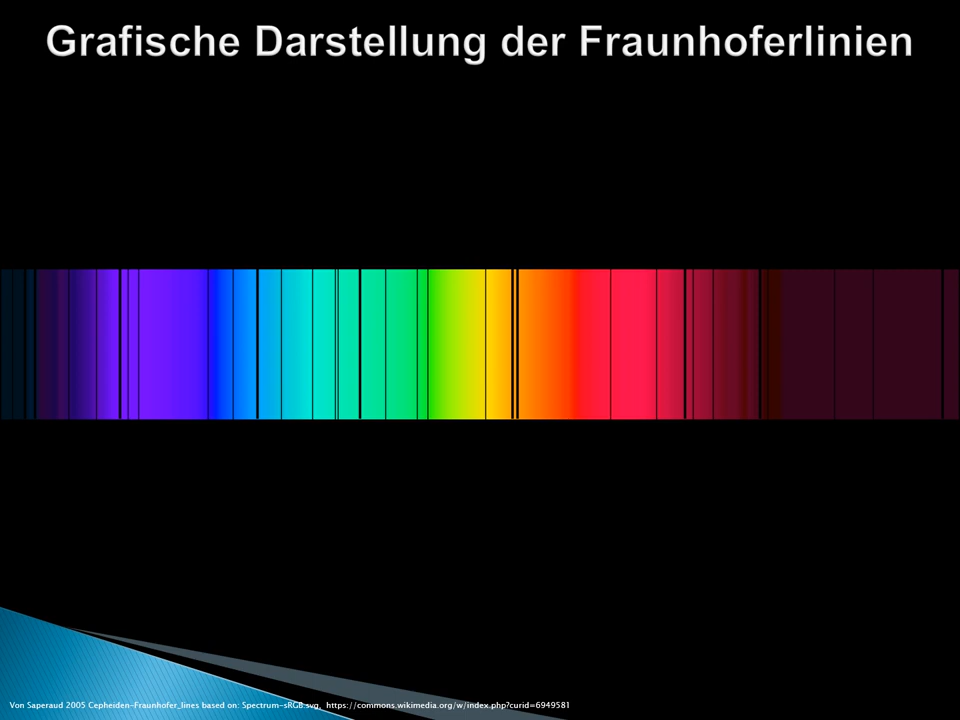 Grafische Darstellung der Fraunhoferlinien
Von Saperaud 2005 Cepheiden-Fraunhofer_lines based on: Spectrum-sRGB.svg, https://commons.wikimedia.org/w/index.php?curid=6949581